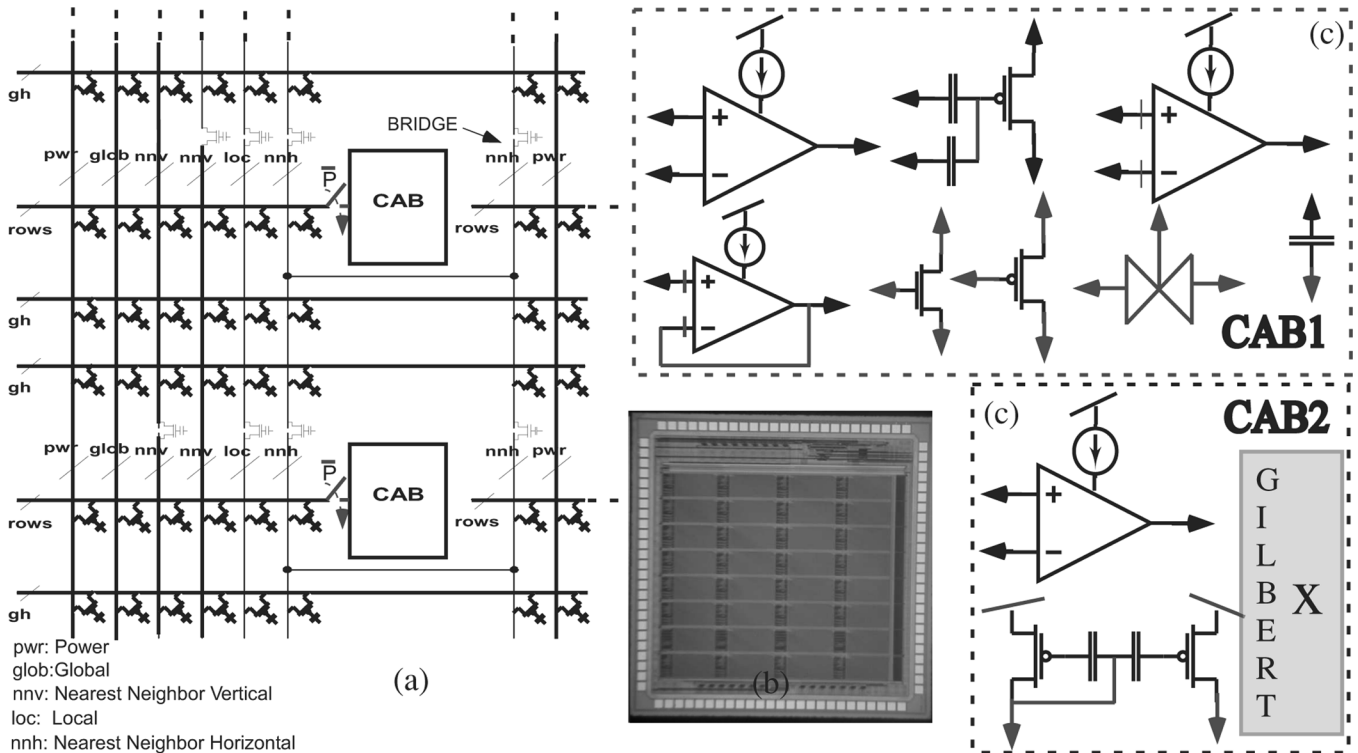 gh
BRIDGE
pwr glob nnv nnv loc nnh nnh pwr
P
CAB
rows rows
gh
gh
pwr glob nnv nnv loc nnh nnh pwr
P
CAB
rows rows
gh
pwr: Power
glob:Global
nnv: Nearest Neighbor Vertical
loc: Local
nnh: Nearest Neighbor Horizontal
(a)
(b)
(c)
+
−
+
−
+
−
CAB1
(c)
CAB2
+
−
GILBERT
X